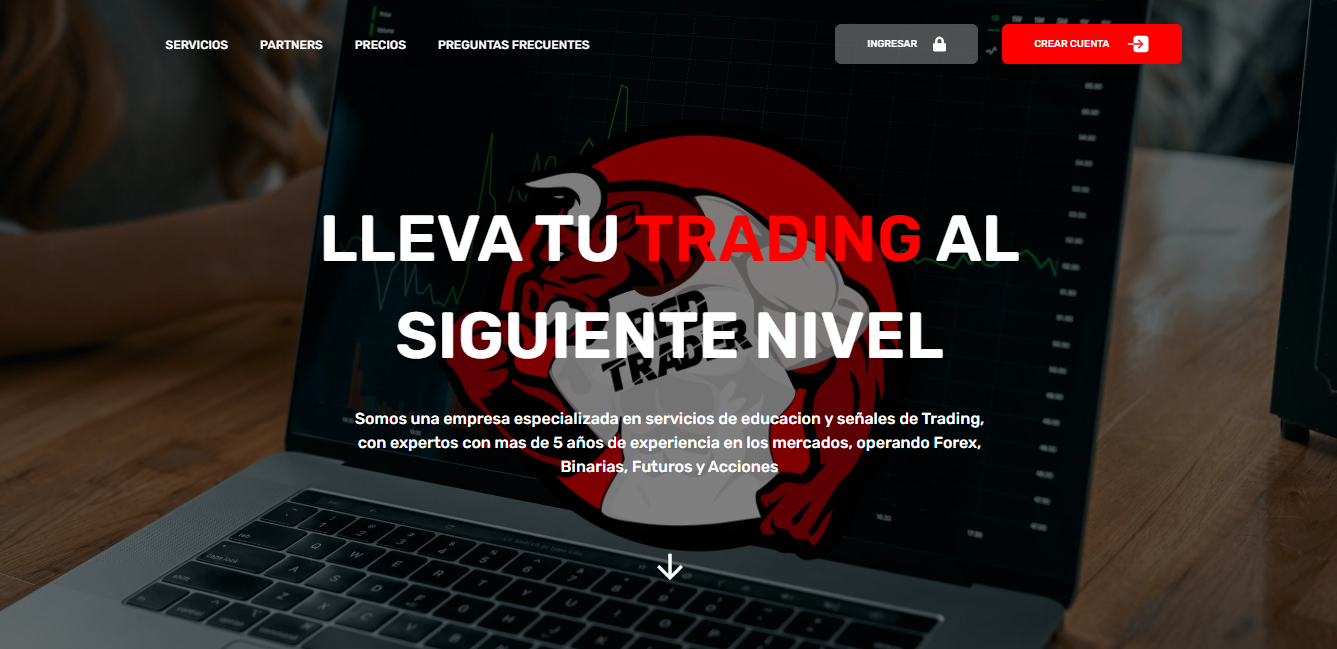 SERVICIOS
PARTNERS
PRECIOS
PREGUNTAS FRECUENTES
INGRESAR
CREAR CUENTA
LLEVA TU TRADING AL
SIGUIENTE NIVEL
RED
TRADER
Somos una empresa especializada en servicios de educacion y señales de Trading,
con expertos con mas de 5 años de experiencia en los mercados, operando Forex,
Binarias, Futuros y Acciones